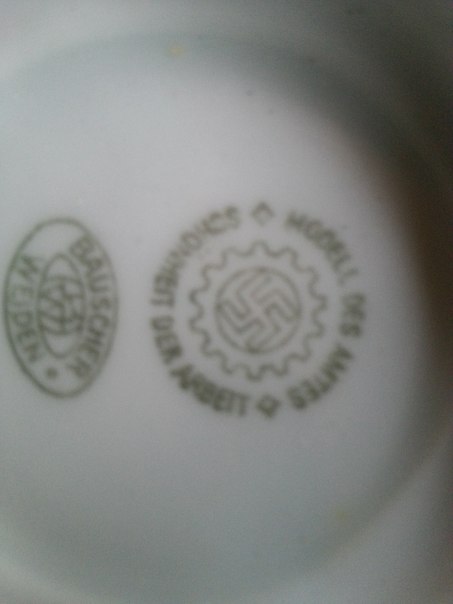 BAUSCHER
WEIDEN
MODELL DES AMTES
SCHÖNHEIT DER ARBEIT